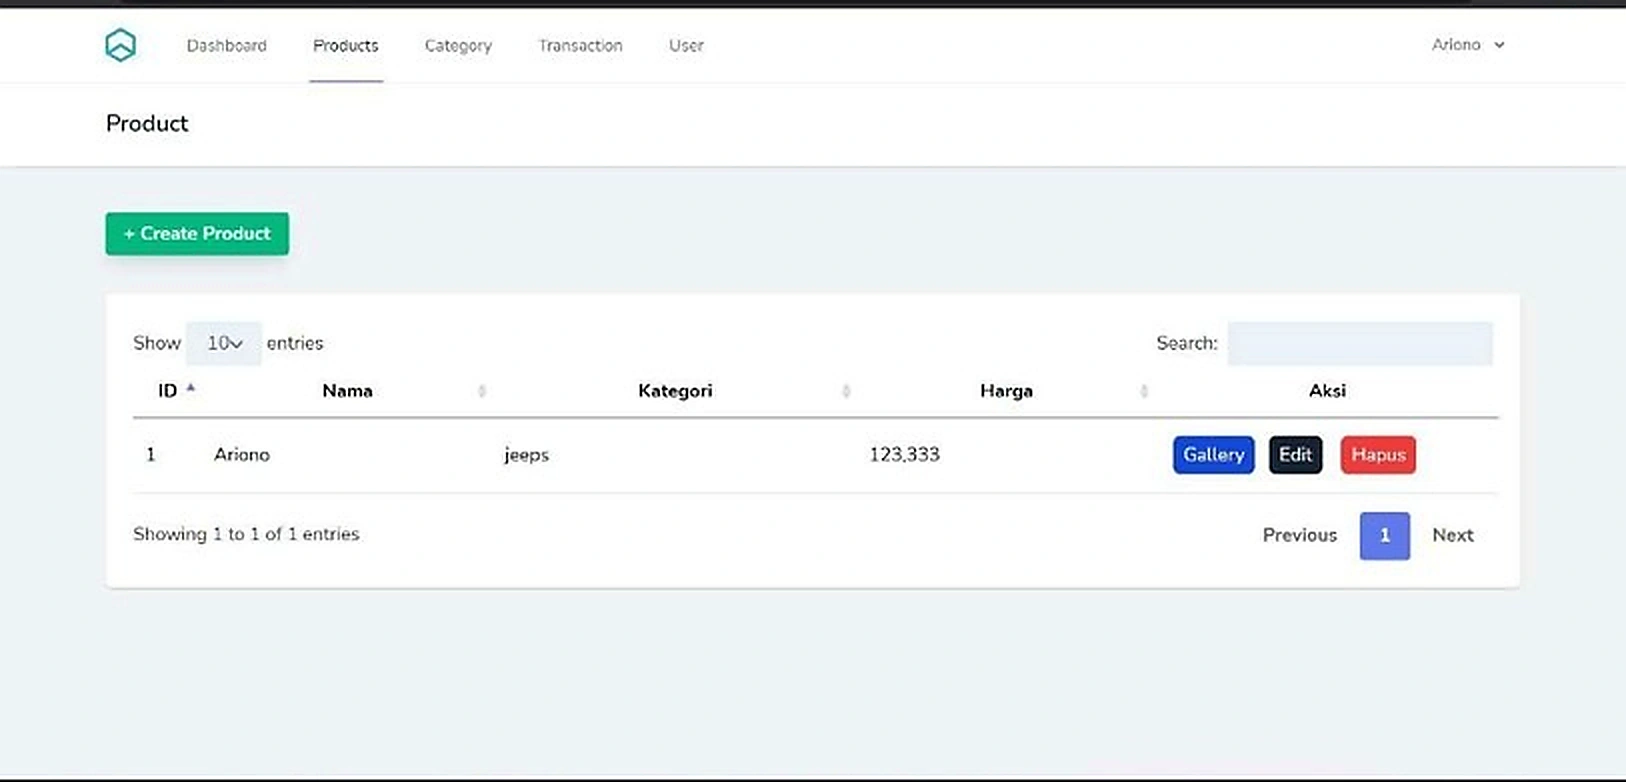 Dashboard Products Category Transaction User Ariono
Product
+ Create Product
Show 10 entries Search:
ID Nama Kategori Harga Aksi
1 Ariono jeeps 123,333 Gallery Edit Hapus
Showing 1 to 1 of 1 entries Previous 1 Next